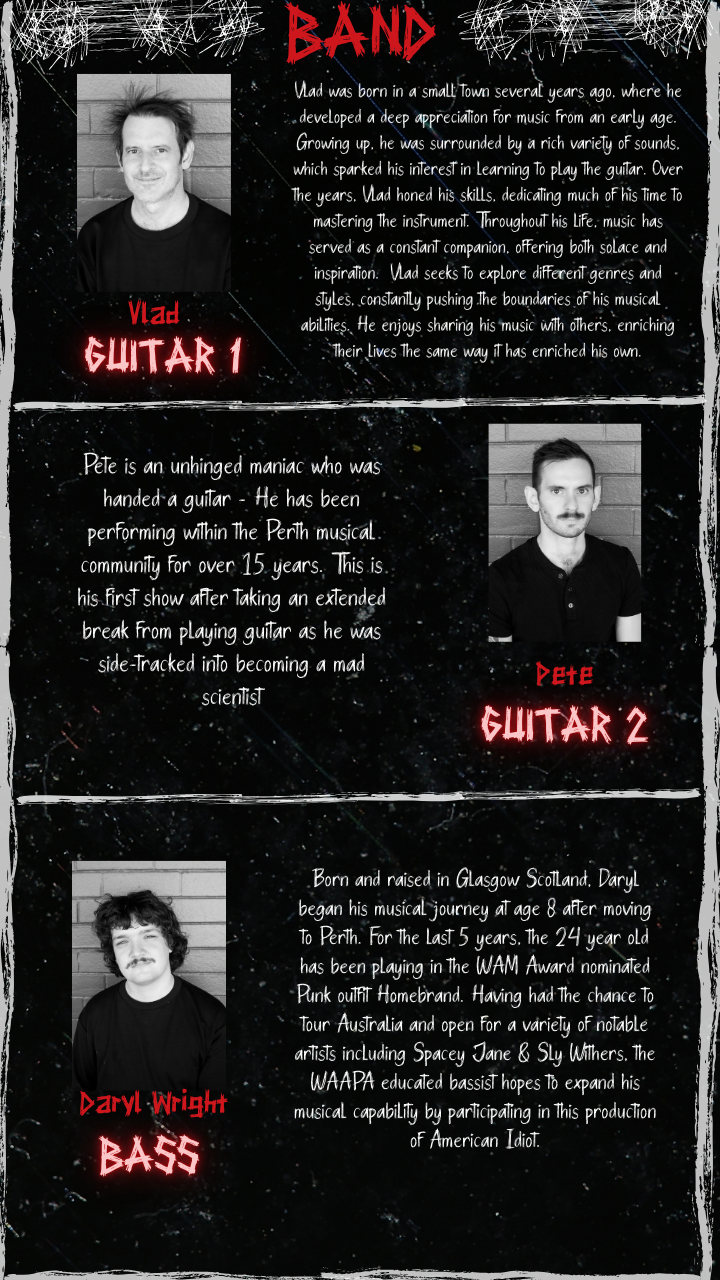 BAND
Vlad was born in a small town several years ago, where he
developed a deep appreciation for music from an early age.
Growing up, he was surrounded by a rich variety of sounds,
which sparked his interest in learning to play the guitar. Over
the years, Vlad honed his skills, dedicating much of his time to
mastering the instrument. Throughout his life, music has
served as a constant companion, offering both solace and
inspiration. Vlad seeks to explore different genres and
styles, constantly pushing the boundaries of his musical
abilities. He enjoys sharing his music with others, enriching
their lives the same way it has enriched his own.
Vlad
GUITAR 1
Pete is an unhinged maniac who was
handed a guitar - He has been
performing within the Perth musical
community for over 15 years. This is
his first show after taking an extended
break from playing guitar as he was
side-tracked into becoming a mad
scientist
Pete
GUITAR 2
Born and raised in Glasgow Scotland, Daryl
began his musical journey at age 8 after moving
to Perth. For the last 5 years, the 24 year old
has been playing in the WAM Award nominated
Punk outfit Homebrand. Having had the chance to
tour Australia and open for a variety of notable
artists including Spacey Jane & Sly Withers, the
WAAPA educated bassist hopes to expand his
musical capability by participating in this production
of American Idiot.
Daryl Wright
BASS